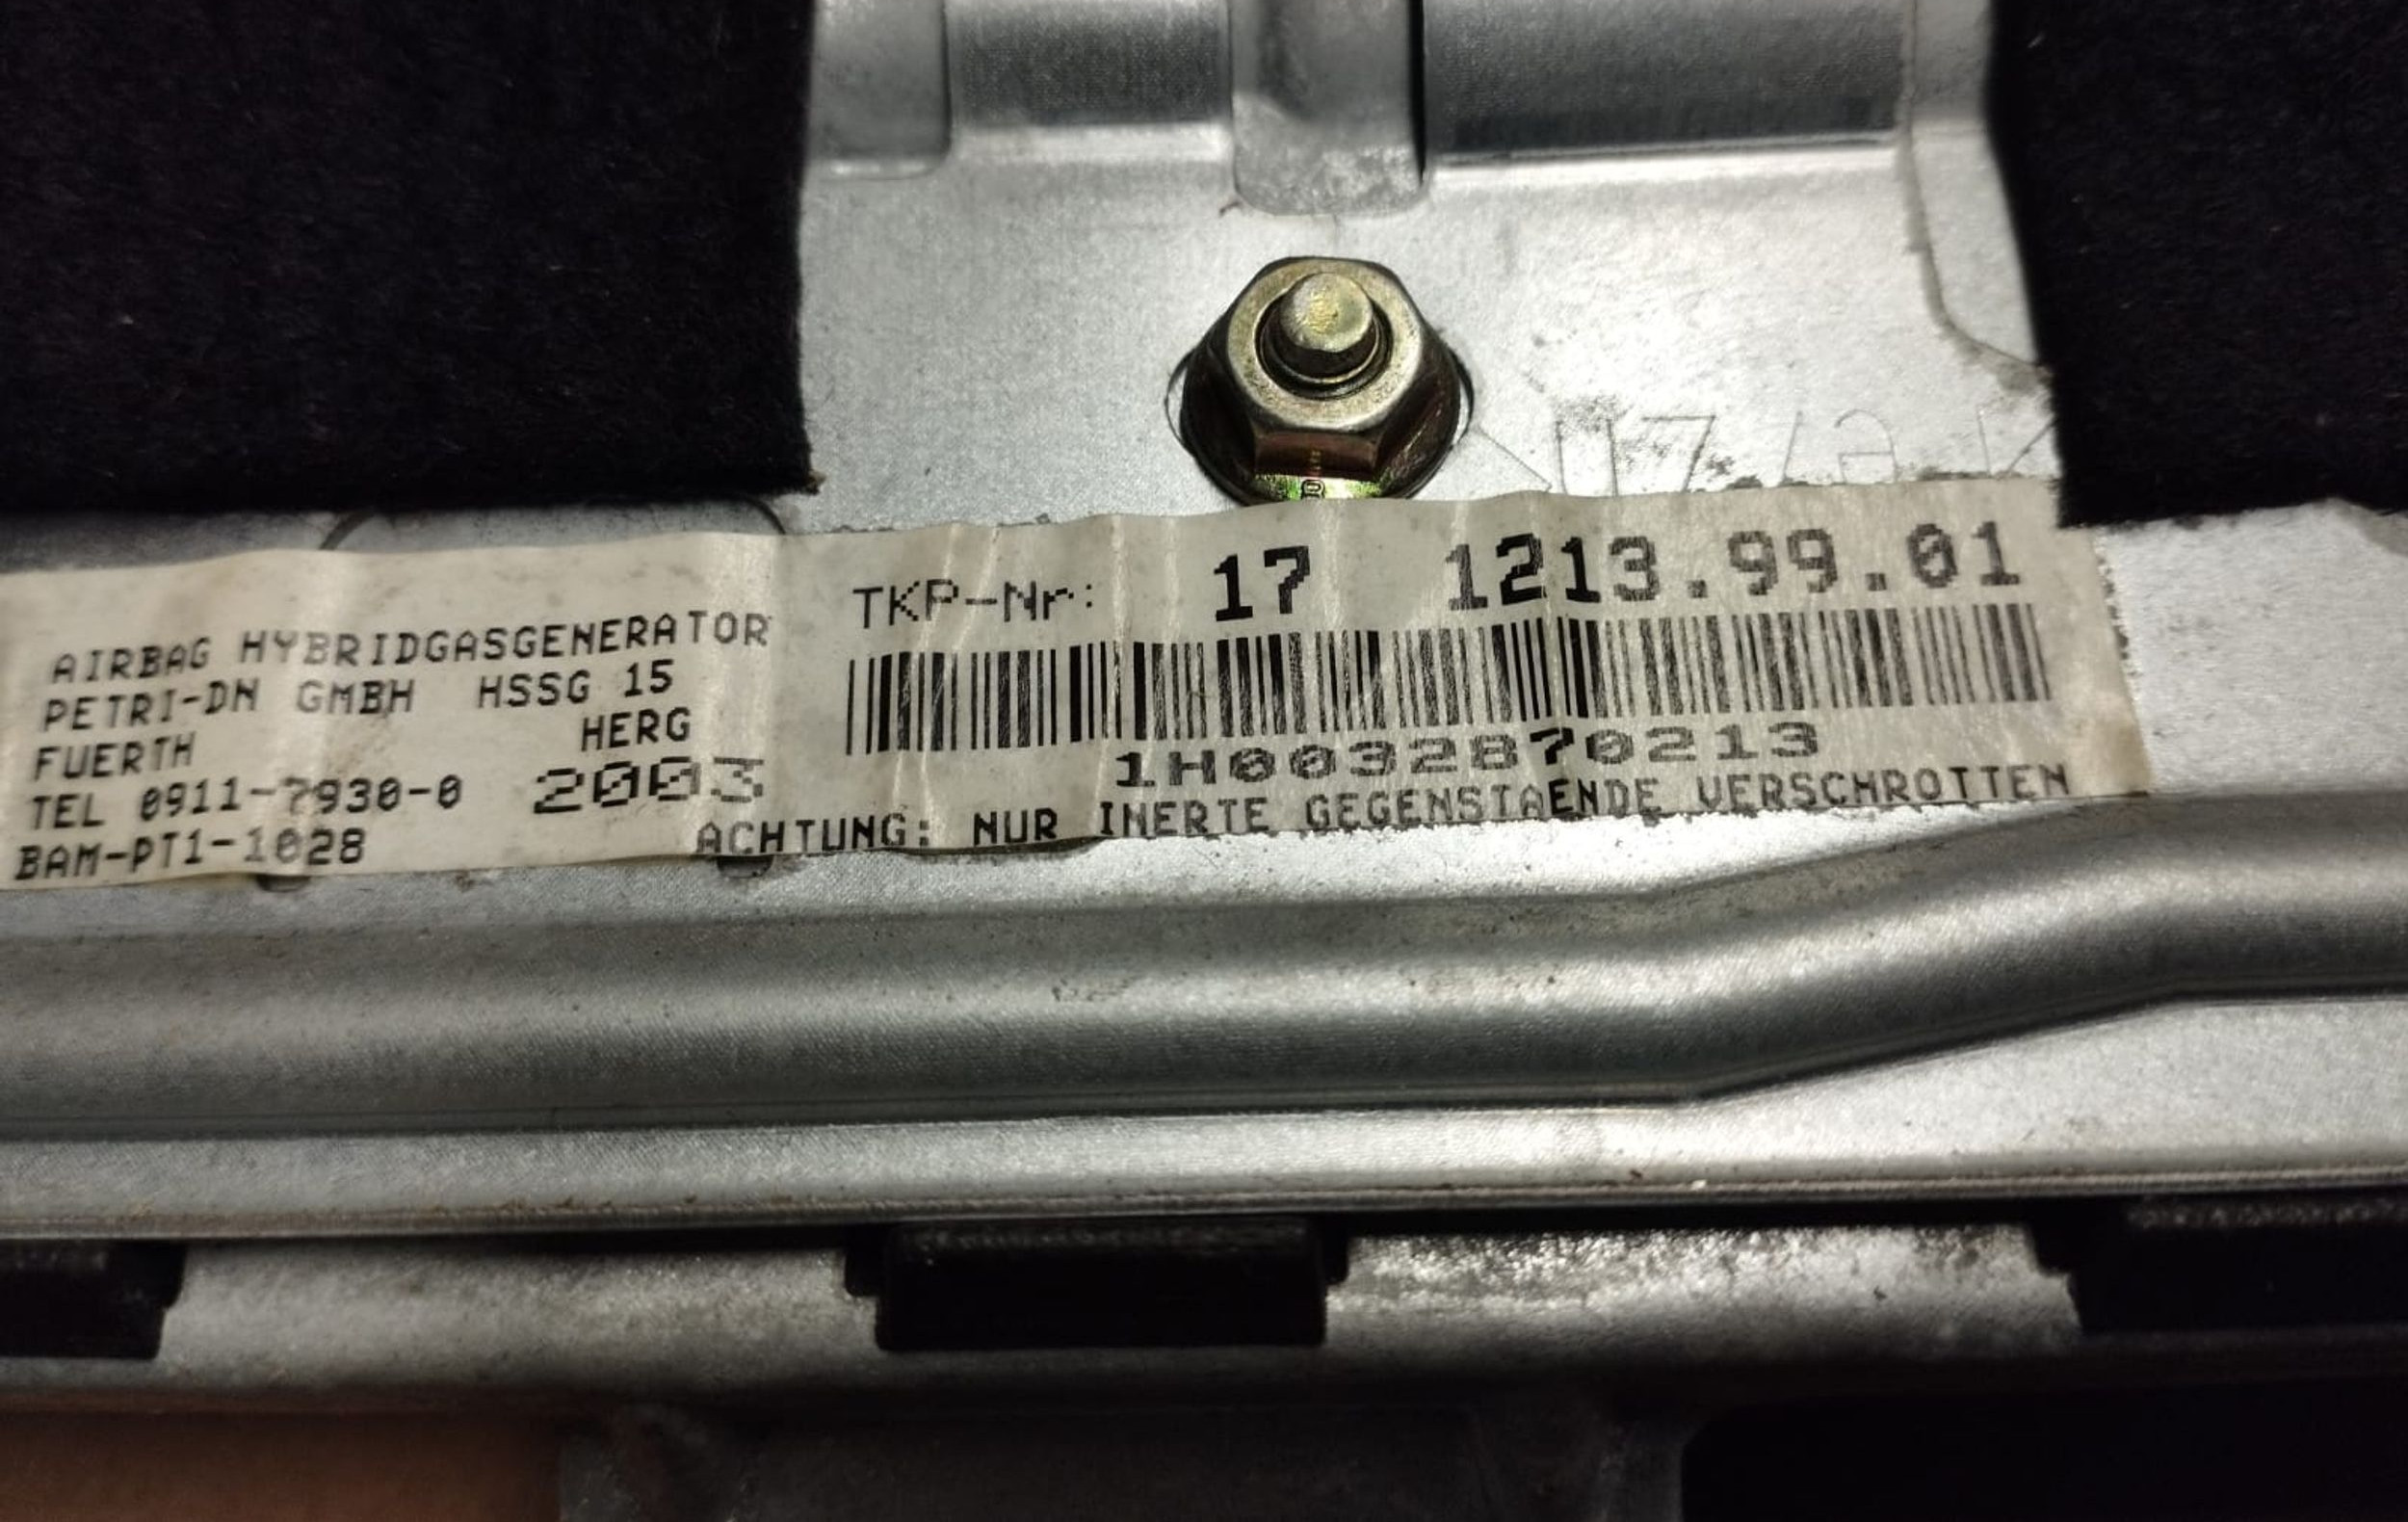 AIRBAG HYBRIDGASGENERATOR
PETRI-DN GMBH HSSG 15
FUERTH HERG
TEL 0911-7930-0 2003
BAM-PT1-1028
TKP-Nr: 17 1213.99.01
1H0032870213
ACHTUNG: NUR INERTE GEGENSTAENDE VERSCHROTTEN